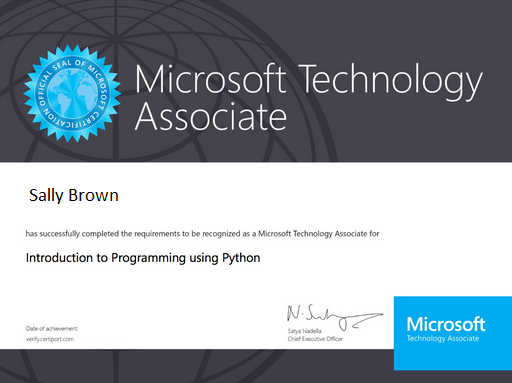 OFFICIAL SEAL OF MICROSOFT CERTIFICATION
Microsoft Technology
Associate
Sally Brown
has successfully completed the requirements to be recognized as a Microsoft Technology Associate for
Introduction to Programming using Python
Date of achievement:
verify.certiport.com
Satya Nadella
Chief Executive Officer
Microsoft
Technology Associate